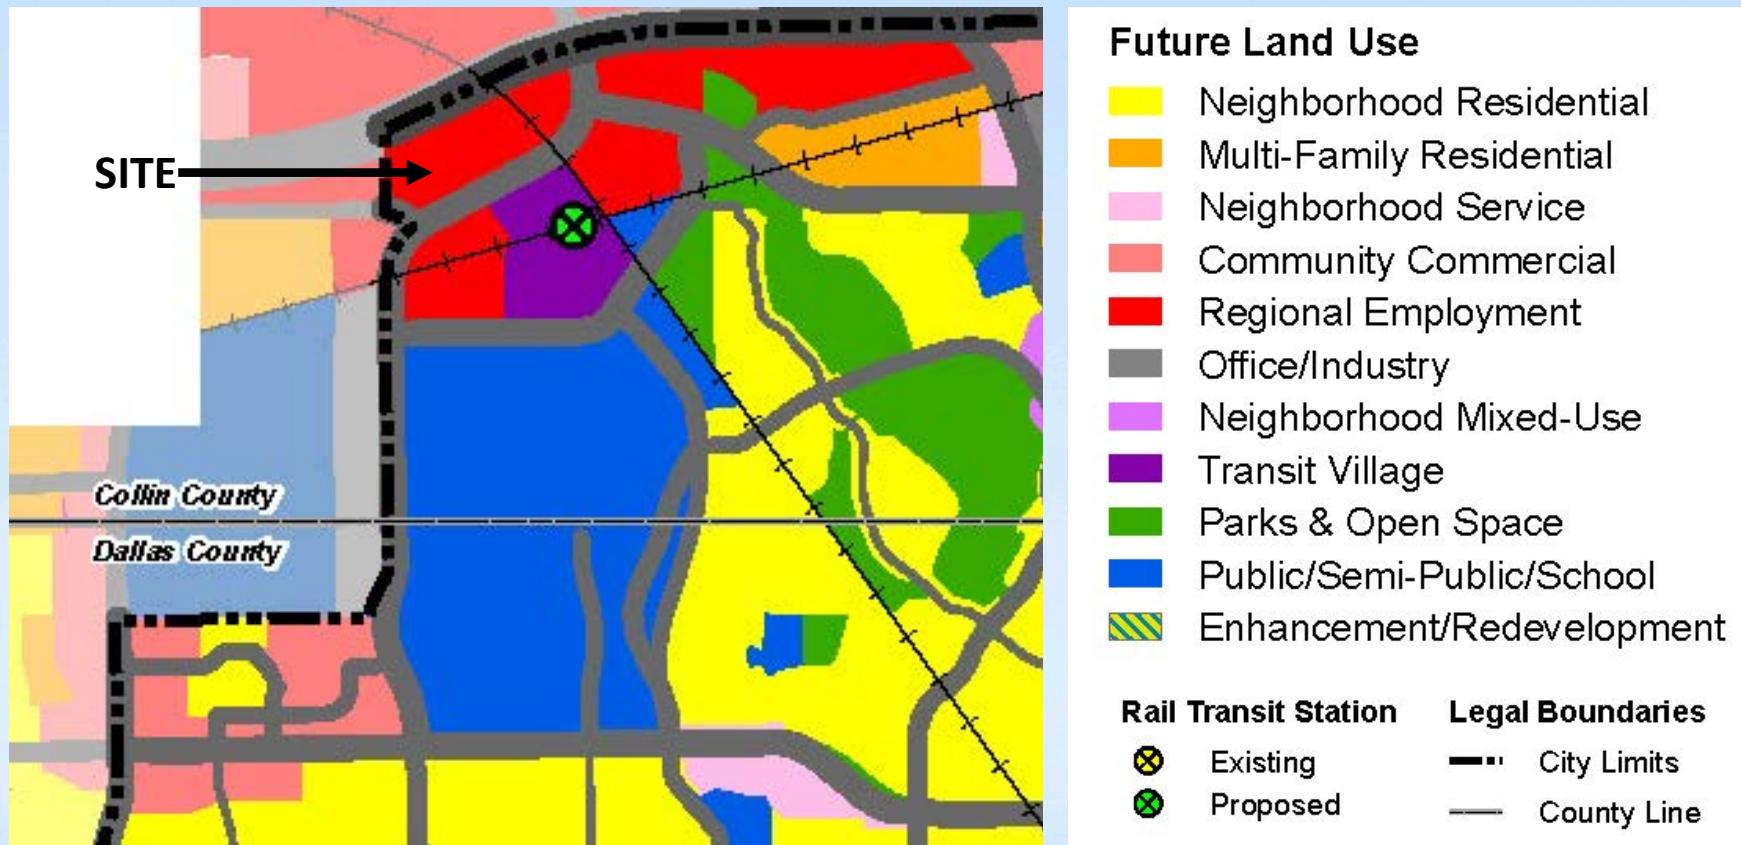 SITE
Collin County
Dallas County
Future Land Use
Neighborhood Residential
Multi-Family Residential
Neighborhood Service
Community Commercial
Regional Employment
Office/Industry
Neighborhood Mixed-Use
Transit Village
Parks & Open Space
Public/Semi-Public/School
Enhancement/Redevelopment
Rail Transit Station
Existing
Proposed
Legal Boundaries
City Limits
County Line